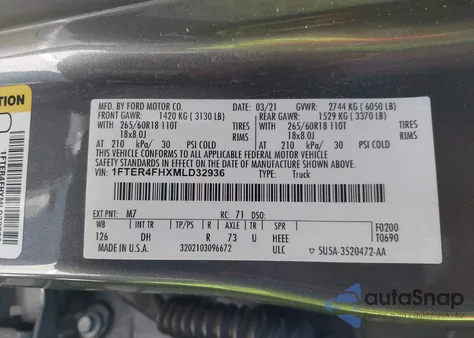 MFD. BY FORD MOTOR CO. 03/21 GVWR: 2744 KG ( 6050 LB)
FRONT GAWR: 1420 KG ( 3130 LB) REAR GAWR: 1529 KG ( 3370 LB)
265/60R18 110T TIRES 265/60R18 110T TIRES
18x8.0J RIMS 18x8.0J RIMS
AT 210 kPa/ 30 PSI COLD AT 210 kPa/ 30 PSI COLD
THIS VEHICLE CONFORMS TO ALL APPLICABLE FEDERAL MOTOR VEHICLE
SAFETY STANDARDS IN EFFECT ON THE DATE OF MANUFACTURE SHOWN ABOVE.
VIN: 1FTER4FHXMLD32936 TYPE: Truck
EXT PNT: M7 RC: 71 DSO:
WB INT TR TP/PS R AXLE TR SPR F0200
126 DH R 73 U HEEE T0690
MADE IN U.S.A. 3202103096672 ULC 5U5A-3520472-AA
TION
autoSnap